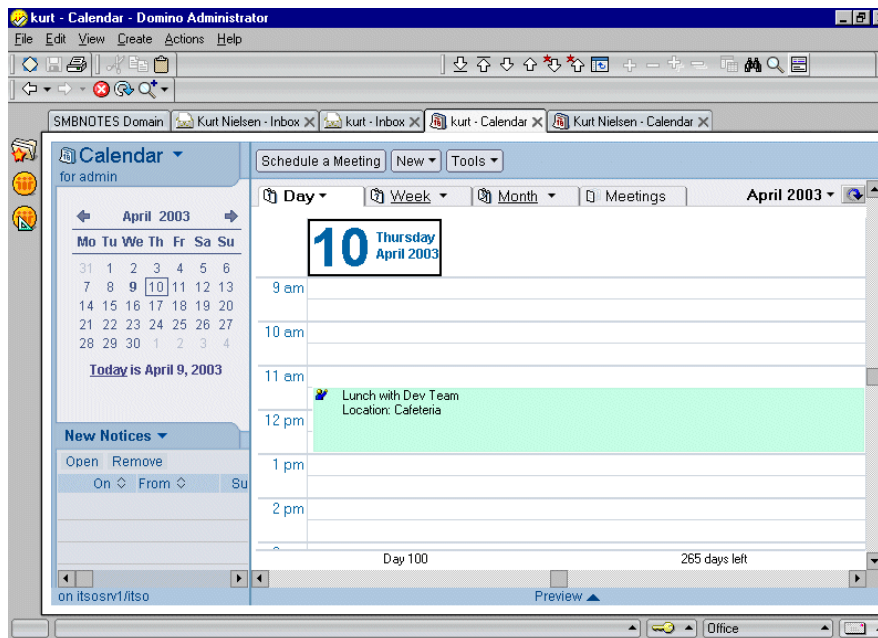 kurt - Calendar - Domino Administrator
File Edit View Create Actions Help
SMBNOTES Domain Kurt Nielsen - Inbox kurt - Inbox kurt - Calendar Kurt Nielsen - Calendar
Calendar
for admin
Schedule a Meeting New Tools
Day Week Month Meetings April 2003
April 2003
Mo Tu We Th Fr Sa Su
31 1 2 3 4 5 6
7 8 9 10 11 12 13
14 15 16 17 18 19 20
21 22 23 24 25 26 27
28 29 30 1 2 3 4
Today is April 9, 2003
New Notices
Open Remove
On From Su
on itsosrv1/itso
10 Thursday
April 2003
9 am
10 am
11 am
Lunch with Dev Team
Location: Cafeteria
12 pm
1 pm
2 pm
Day 100 265 days left
Preview
Office